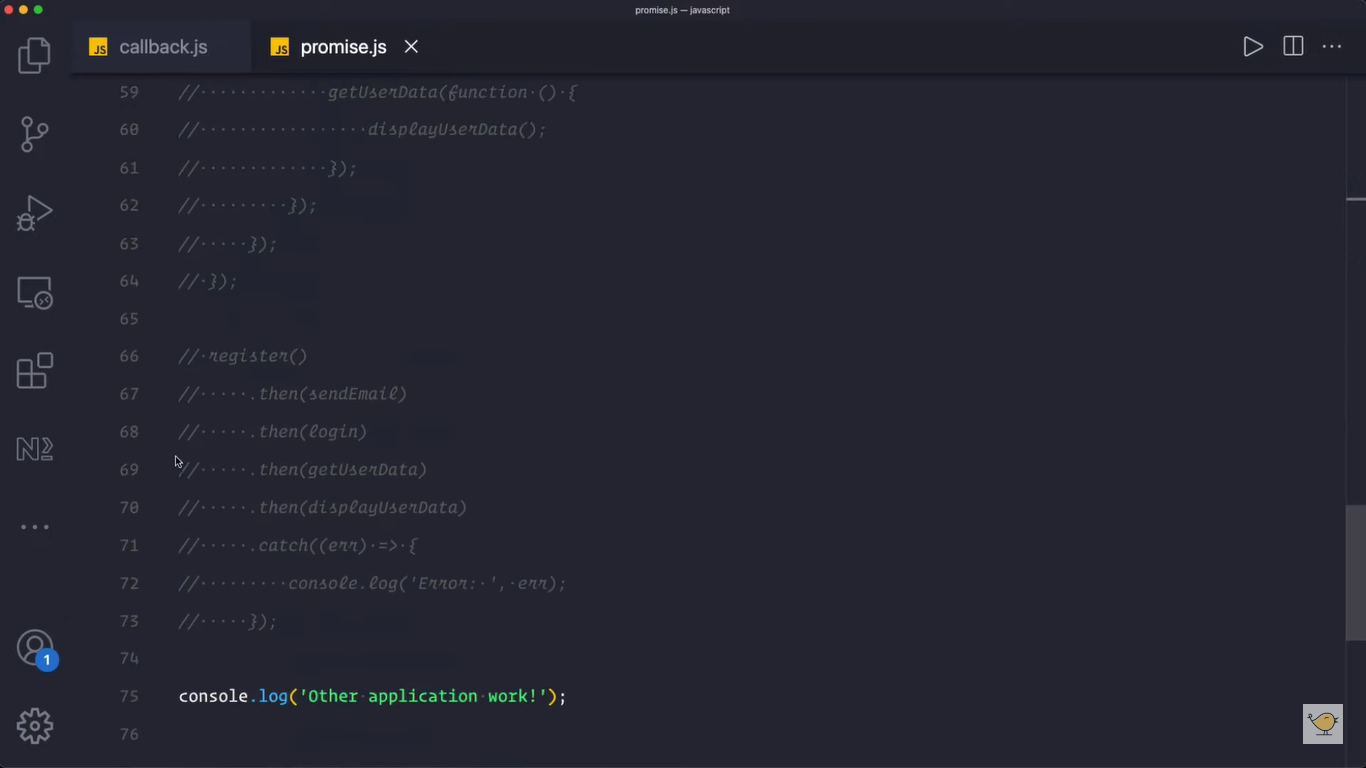 promise.js — javascript
JS callback.js JS promise.js
59 // getUserData(function () {
60 // displayUserData();
61 // });
62 // });
63 // });
64 // });
65
66 // register()
67 // .then(sendEmail)
68 // .then(login)
69 // .then(getUserData)
70 // .then(displayUserData)
71 // .catch((err) => {
72 // console.log('Error: ', err);
73 // });
74
75 console.log('Other application work!');
76
1